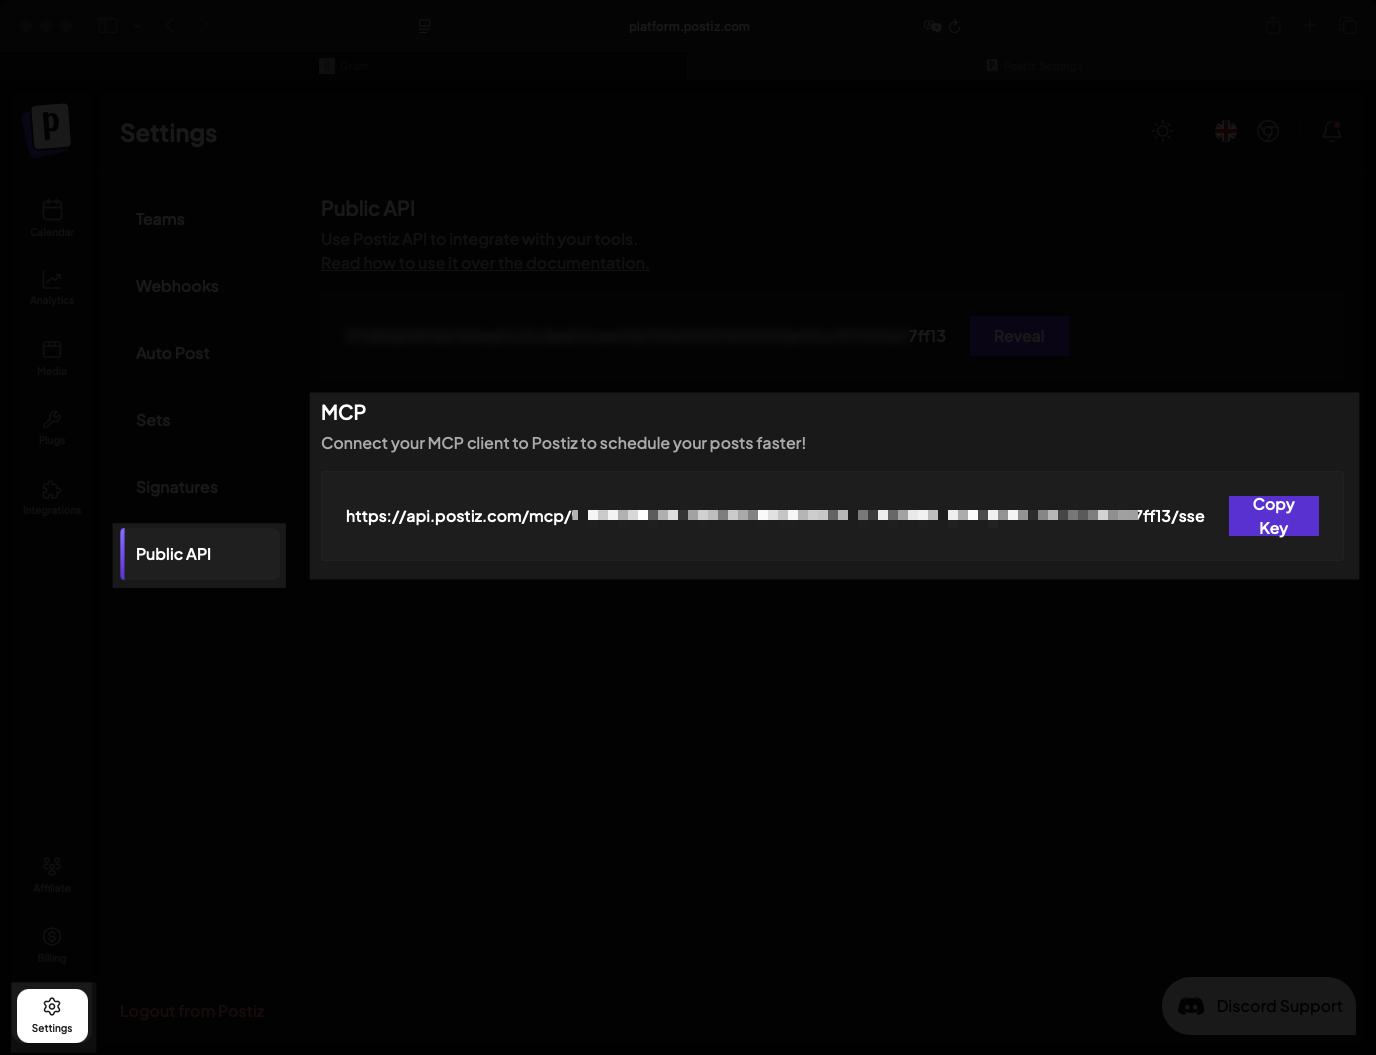 platform.postiz.com
Postiz Settings
Settings
Calendar
Analytics
Media
Plugs
Integrations
Affiliate
Billing
Settings
Teams
Webhooks
Auto Post
Sets
Signatures
Public API
Logout from Postiz
Public API
Use Postiz API to integrate with your tools.
Read how to use it over the documentation.
7ff13
Reveal
MCP
Connect your MCP client to Postiz to schedule your posts faster!
https://api.postiz.com/mcp/
7ff13/sse
Copy
Key
Discord Support